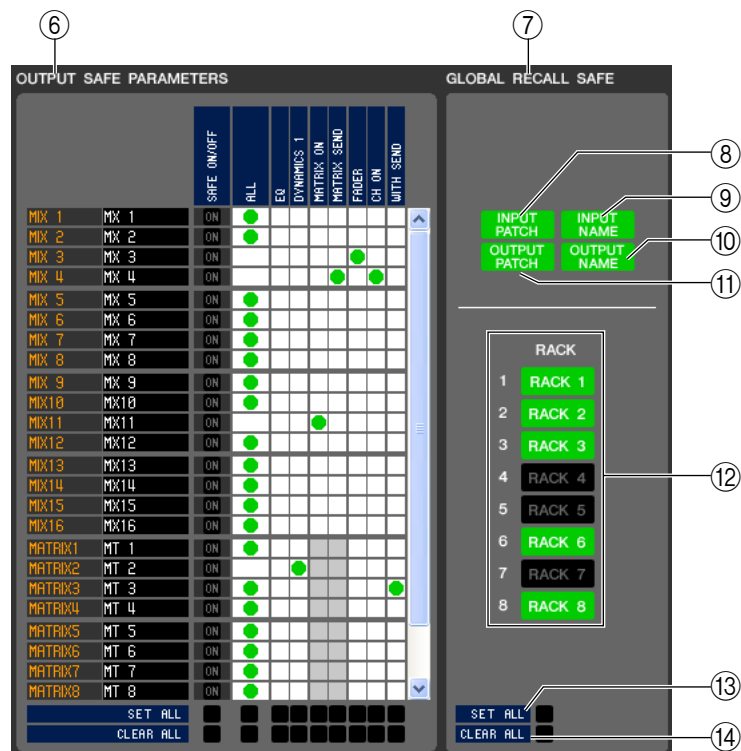 ⑥ ⑦
OUTPUT SAFE PARAMETERS
SAFE ON/OFF
ALL
EQ
DYNAMICS 1
MATRIX ON
MATRIX SEND
FADER
CH ON
WITH SEND
MIX 1 MX 1 ON
MIX 2 MX 2 ON
MIX 3 MX 3 ON
MIX 4 MX 4 ON
MIX 5 MX 5 ON
MIX 6 MX 6 ON
MIX 7 MX 7 ON
MIX 8 MX 8 ON
MIX 9 MX 9 ON
MIX10 MX10 ON
MIX11 MX11 ON
MIX12 MX12 ON
MIX13 MX13 ON
MIX14 MX14 ON
MIX15 MX15 ON
MIX16 MX16 ON
MATRIX1 MT 1 ON
MATRIX2 MT 2 ON
MATRIX3 MT 3 ON
MATRIX4 MT 4 ON
MATRIX5 MT 5 ON
MATRIX6 MT 6 ON
MATRIX7 MT 7 ON
MATRIX8 MT 8 ON
SET ALL
CLEAR ALL
GLOBAL RECALL SAFE
⑧
INPUT PATCH
INPUT NAME
⑨
OUTPUT PATCH
OUTPUT NAME
⑩
⑪
RACK
1 RACK 1
2 RACK 2
3 RACK 3
4 RACK 4
⑫
5 RACK 5
6 RACK 6
7 RACK 7
8 RACK 8
SET ALL
⑬
CLEAR ALL
⑭